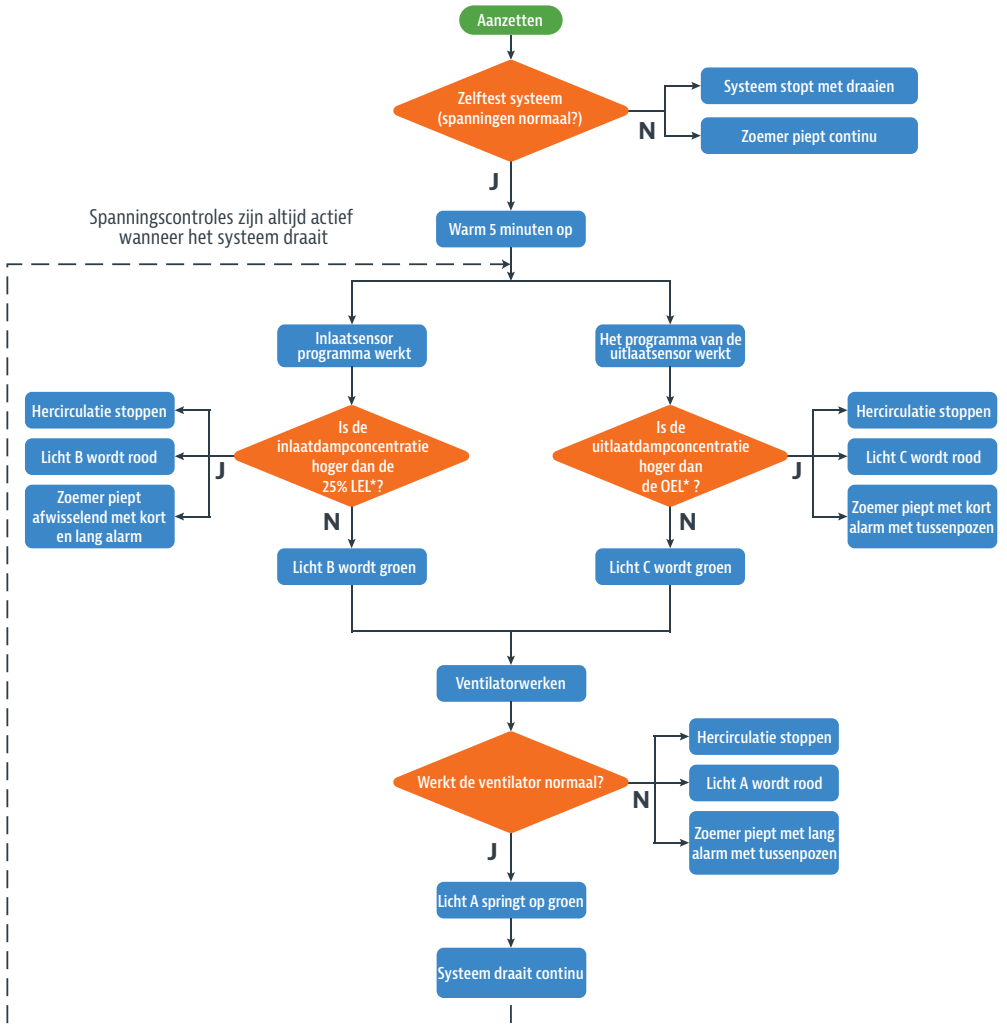 Aanzetten
Zelftest systeem
(spanningen normaal?)
N
Systeem stopt met draaien
Zoemer piept continu
J
Spanningscontroles zijn altijd actief
wanneer het systeem draait
Warm 5 minuten op
Inlaatsensor
programma werkt
Het programma van de
uitlaatsensor werkt
Is de
inlaatdampconcentratie
hoger dan de
25% LEL*?
J
Hercirculatie stoppen
Licht B wordt rood
Zoemer piept
afwisselend met kort
en lang alarm
N
Licht B wordt groen
Is de
uitlaatdampconcentratie
hoger dan
de OEL* ?
J
Hercirculatie stoppen
Licht C wordt rood
Zoemer piept met kort
alarm met tussenpozen
N
Licht C wordt groen
Ventilatorwerken
Werkt de ventilator normaal?
N
Hercirculatie stoppen
Licht A wordt rood
Zoemer piept met lang
alarm met tussenpozen
J
Licht A springt op groen
Systeem draait continu